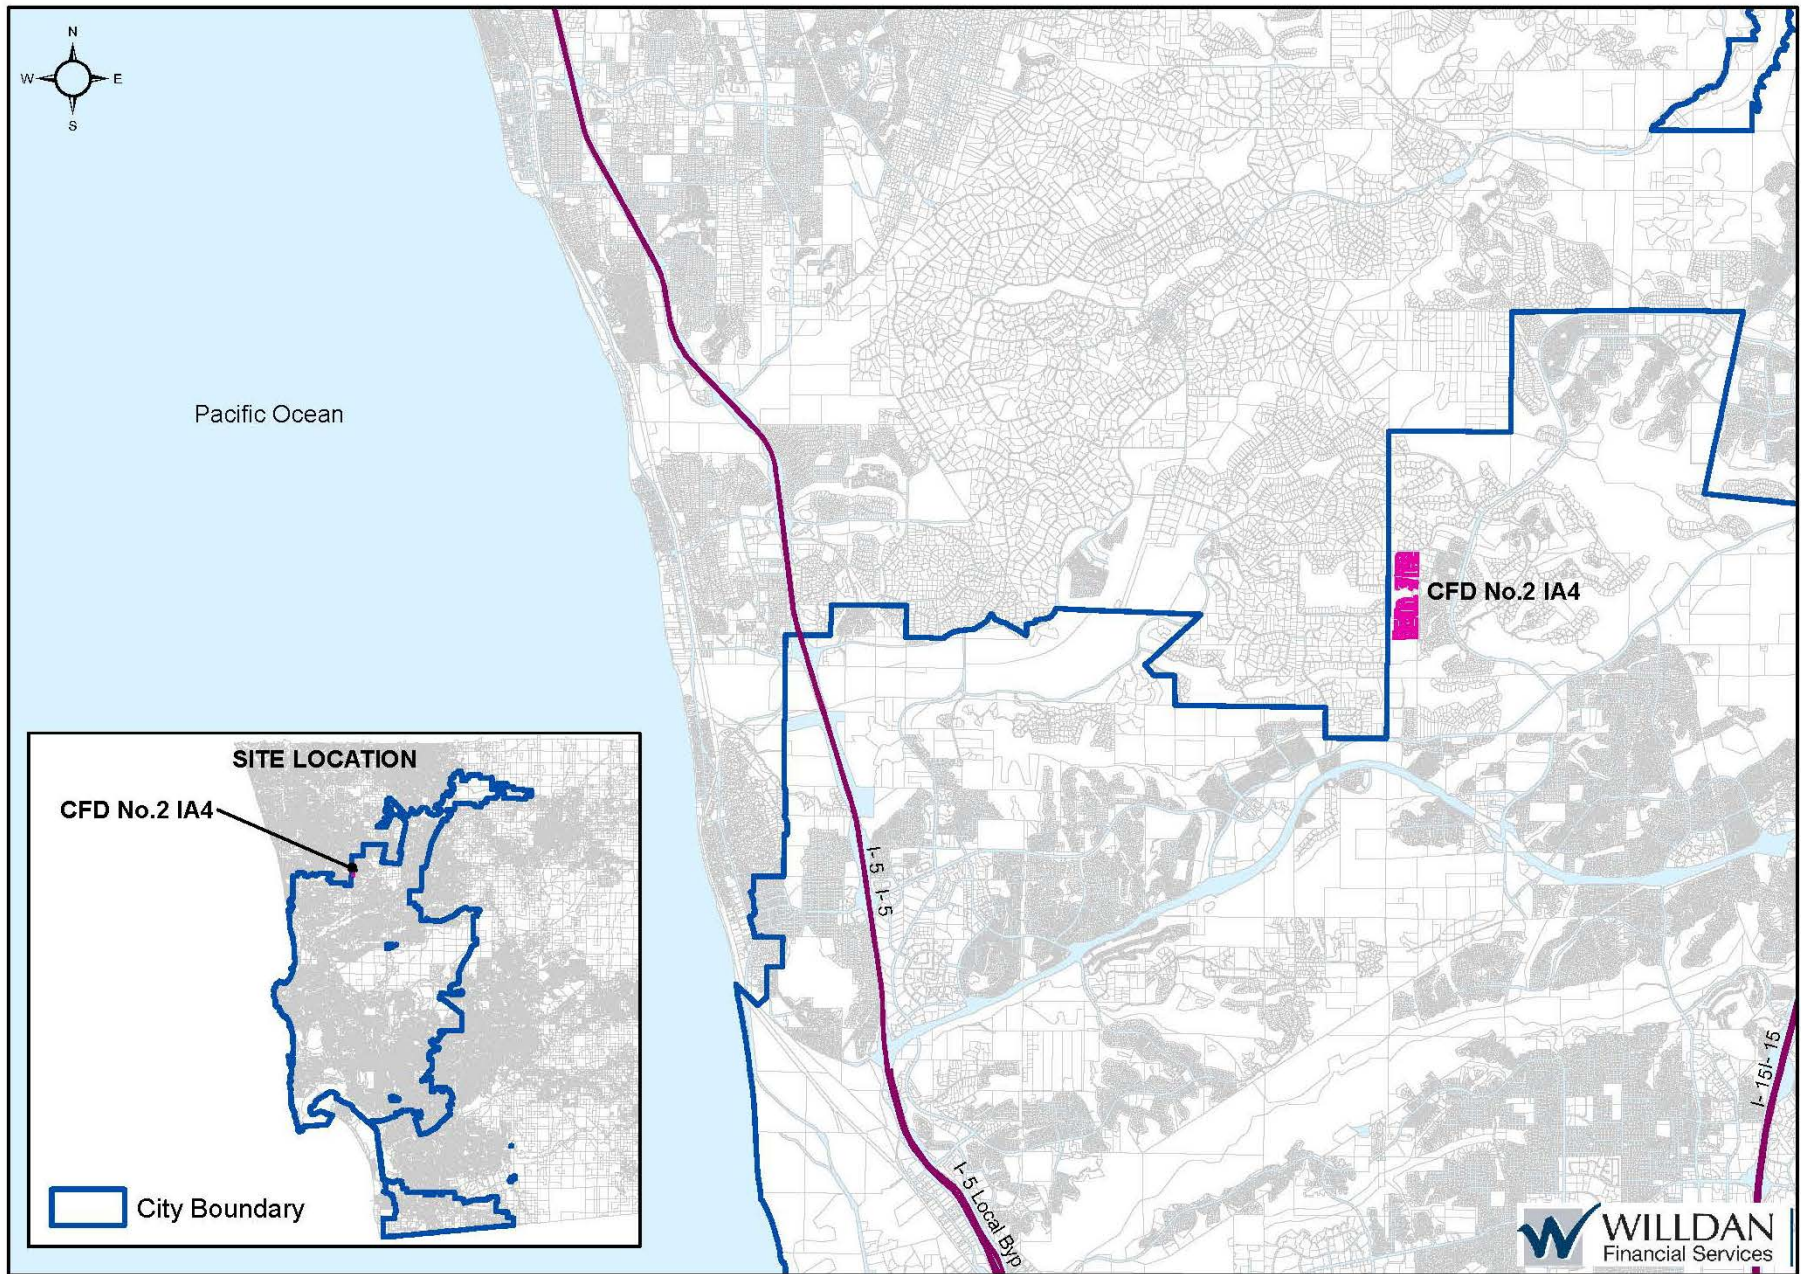 N
W E
S
Pacific Ocean
CFD No.2 IA4
SITE LOCATION
CFD No.2 IA4
City Boundary
I- 5 I- 5
I- 5 Local Byp
I- 15I- 15
WILLDAN
Financial Services